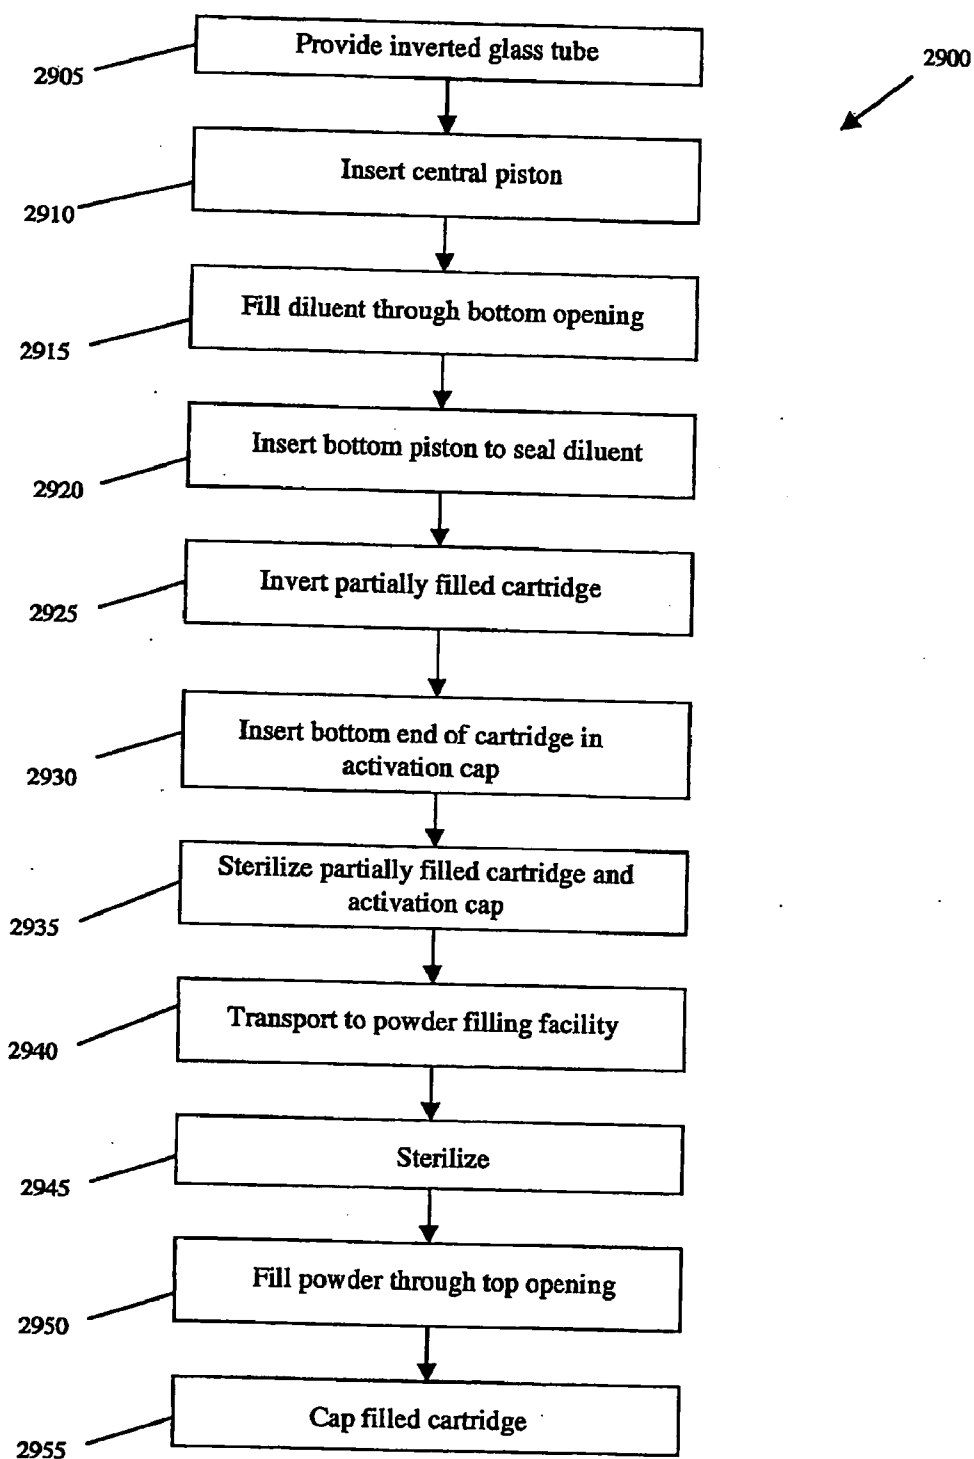 Provide inverted glass tube
2900
2905
Insert central piston
2910
Fill diluent through bottom opening
2915
Insert bottom piston to seal diluent
2920
Invert partially filled cartridge
2925
Insert bottom end of cartridge in
activation cap
2930
Sterilize partially filled cartridge and
activation cap
2935
Transport to powder filling facility
2940
Sterilize
2945
Fill powder through top opening
2950
Cap filled cartridge
2955